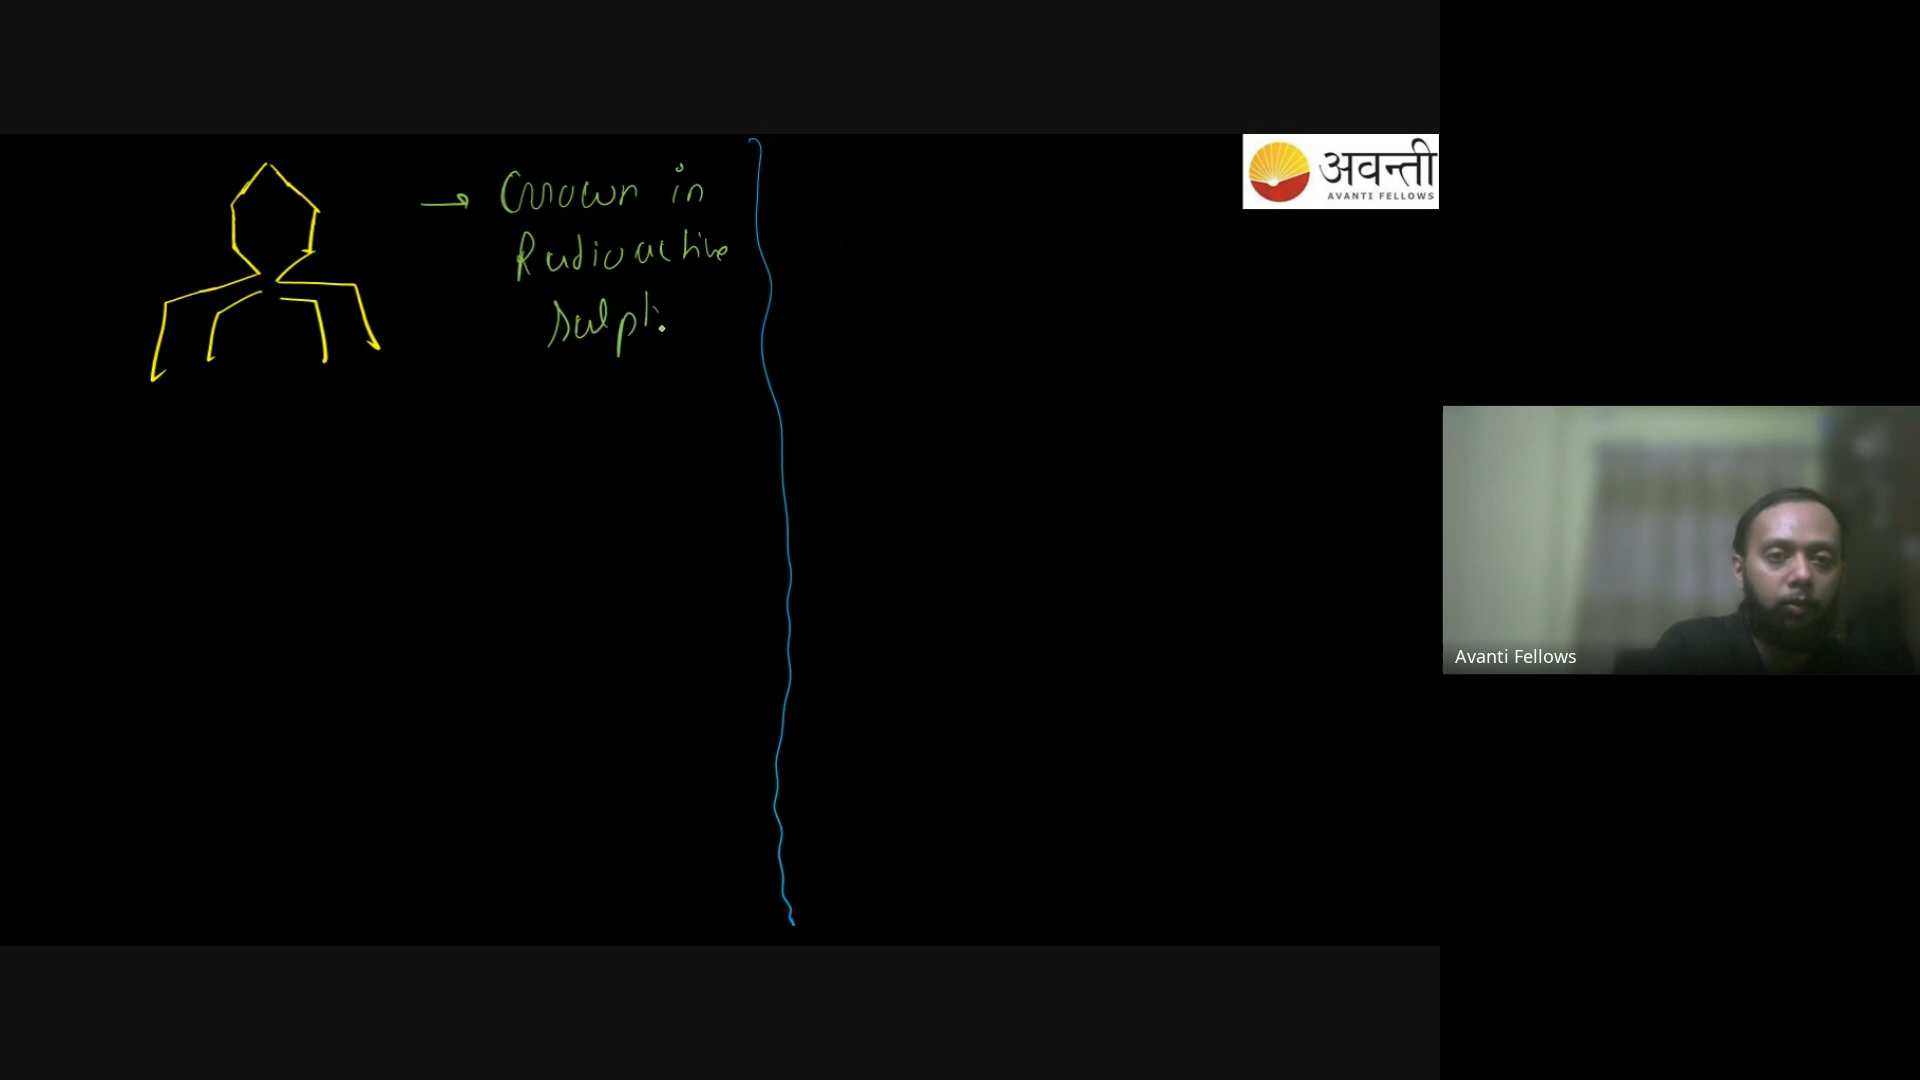 → Grown in
Radioactive
Sulph
अवन्ती
AVANTI FELLOWS
Avanti Fellows